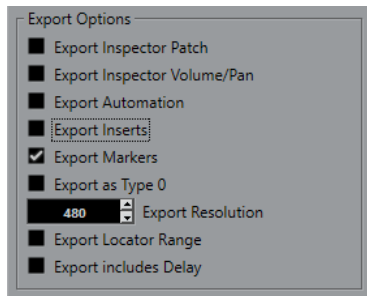 Export Options
Export Inspector Patch
Export Inspector Volume/Pan
Export Automation
Export Inserts
Export Markers
Export as Type 0
480 Export Resolution
Export Locator Range
Export includes Delay